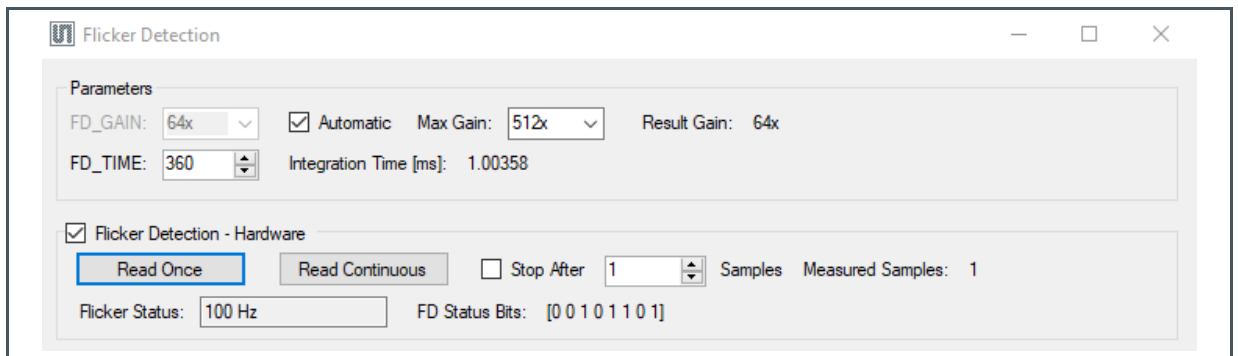 Flicker Detection
Parameters
FD_GAIN: 64x Automatic Max Gain: 512x Result Gain: 64x
FD_TIME: 360 Integration Time [ms]: 1.00358
Flicker Detection - Hardware
Read Once Read Continuous Stop After 1 Samples Measured Samples: 1
Flicker Status: 100 Hz FD Status Bits: [0 0 1 0 1 1 0 1]